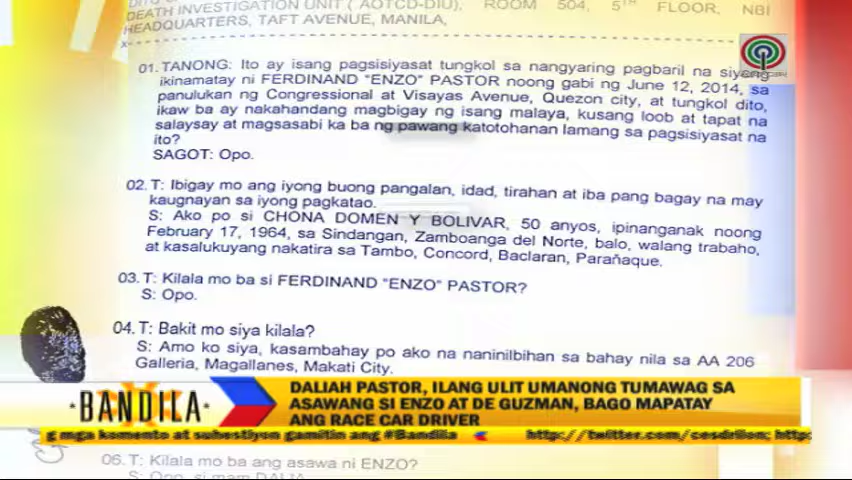 DEATH INVESTIGATION UNIT (AOTCD-DIU), ROOM 504, 5TH FLOOR, NBI
HEADQUARTERS, TAFT AVENUE, MANILA,
x
01. TANONG: Ito ay isang pagsisiyasat tungkol sa nangyaring pagbaril na siyang
ikinamatay ni FERDINAND "ENZO" PASTOR noong gabi ng June 12, 2014, sa
panulukan ng Congressional at Visayas Avenue, Quezon city, at tungkol dito,
ikaw ba ay nakahandang magbigay ng isang malaya, kusang loob at tapat na
salaysay at magsasabi ka ba ng pawang katotohanan lamang sa pagsisiyasat na
ito?
SAGOT: Opo.
02. T: Ibigay mo ang iyong buong pangalan, idad, tirahan at iba pang bagay na may
kaugnayan sa iyong pagkatao.
S: Ako po si CHONA DOMEN Y BOLIVAR, 50 anyos, ipinanganak noong
February 17, 1964, sa Sindangan, Zamboanga del Norte, balo, walang trabaho,
at kasalukuyang nakatira sa Tambo, Concord, Baclaran, Parañaque.
03. T: Kilala mo ba si FERDINAND "ENZO" PASTOR?
S: Opo.
04. T: Bakit mo siya kilala?
S: Amo ko siya, kasambahay po ako na naninilbihan sa bahay nila sa AA 206
Galleria, Magallanes, Makati City.
BANDILA
DALIAH PASTOR, ILANG ULIT UMANONG TUMAWAG SA
ASAWANG SI ENZO AT DE GUZMAN, BAGO MAPATAY
ANG RACE CAR DRIVER
g mga komento at suhestiyon gamitin ang #Bandila http://twitter.com/cesdrilon; http:
06. T: Kilala mo ba ang asawa ni ENZO?
S: Opo, si mam DALIA